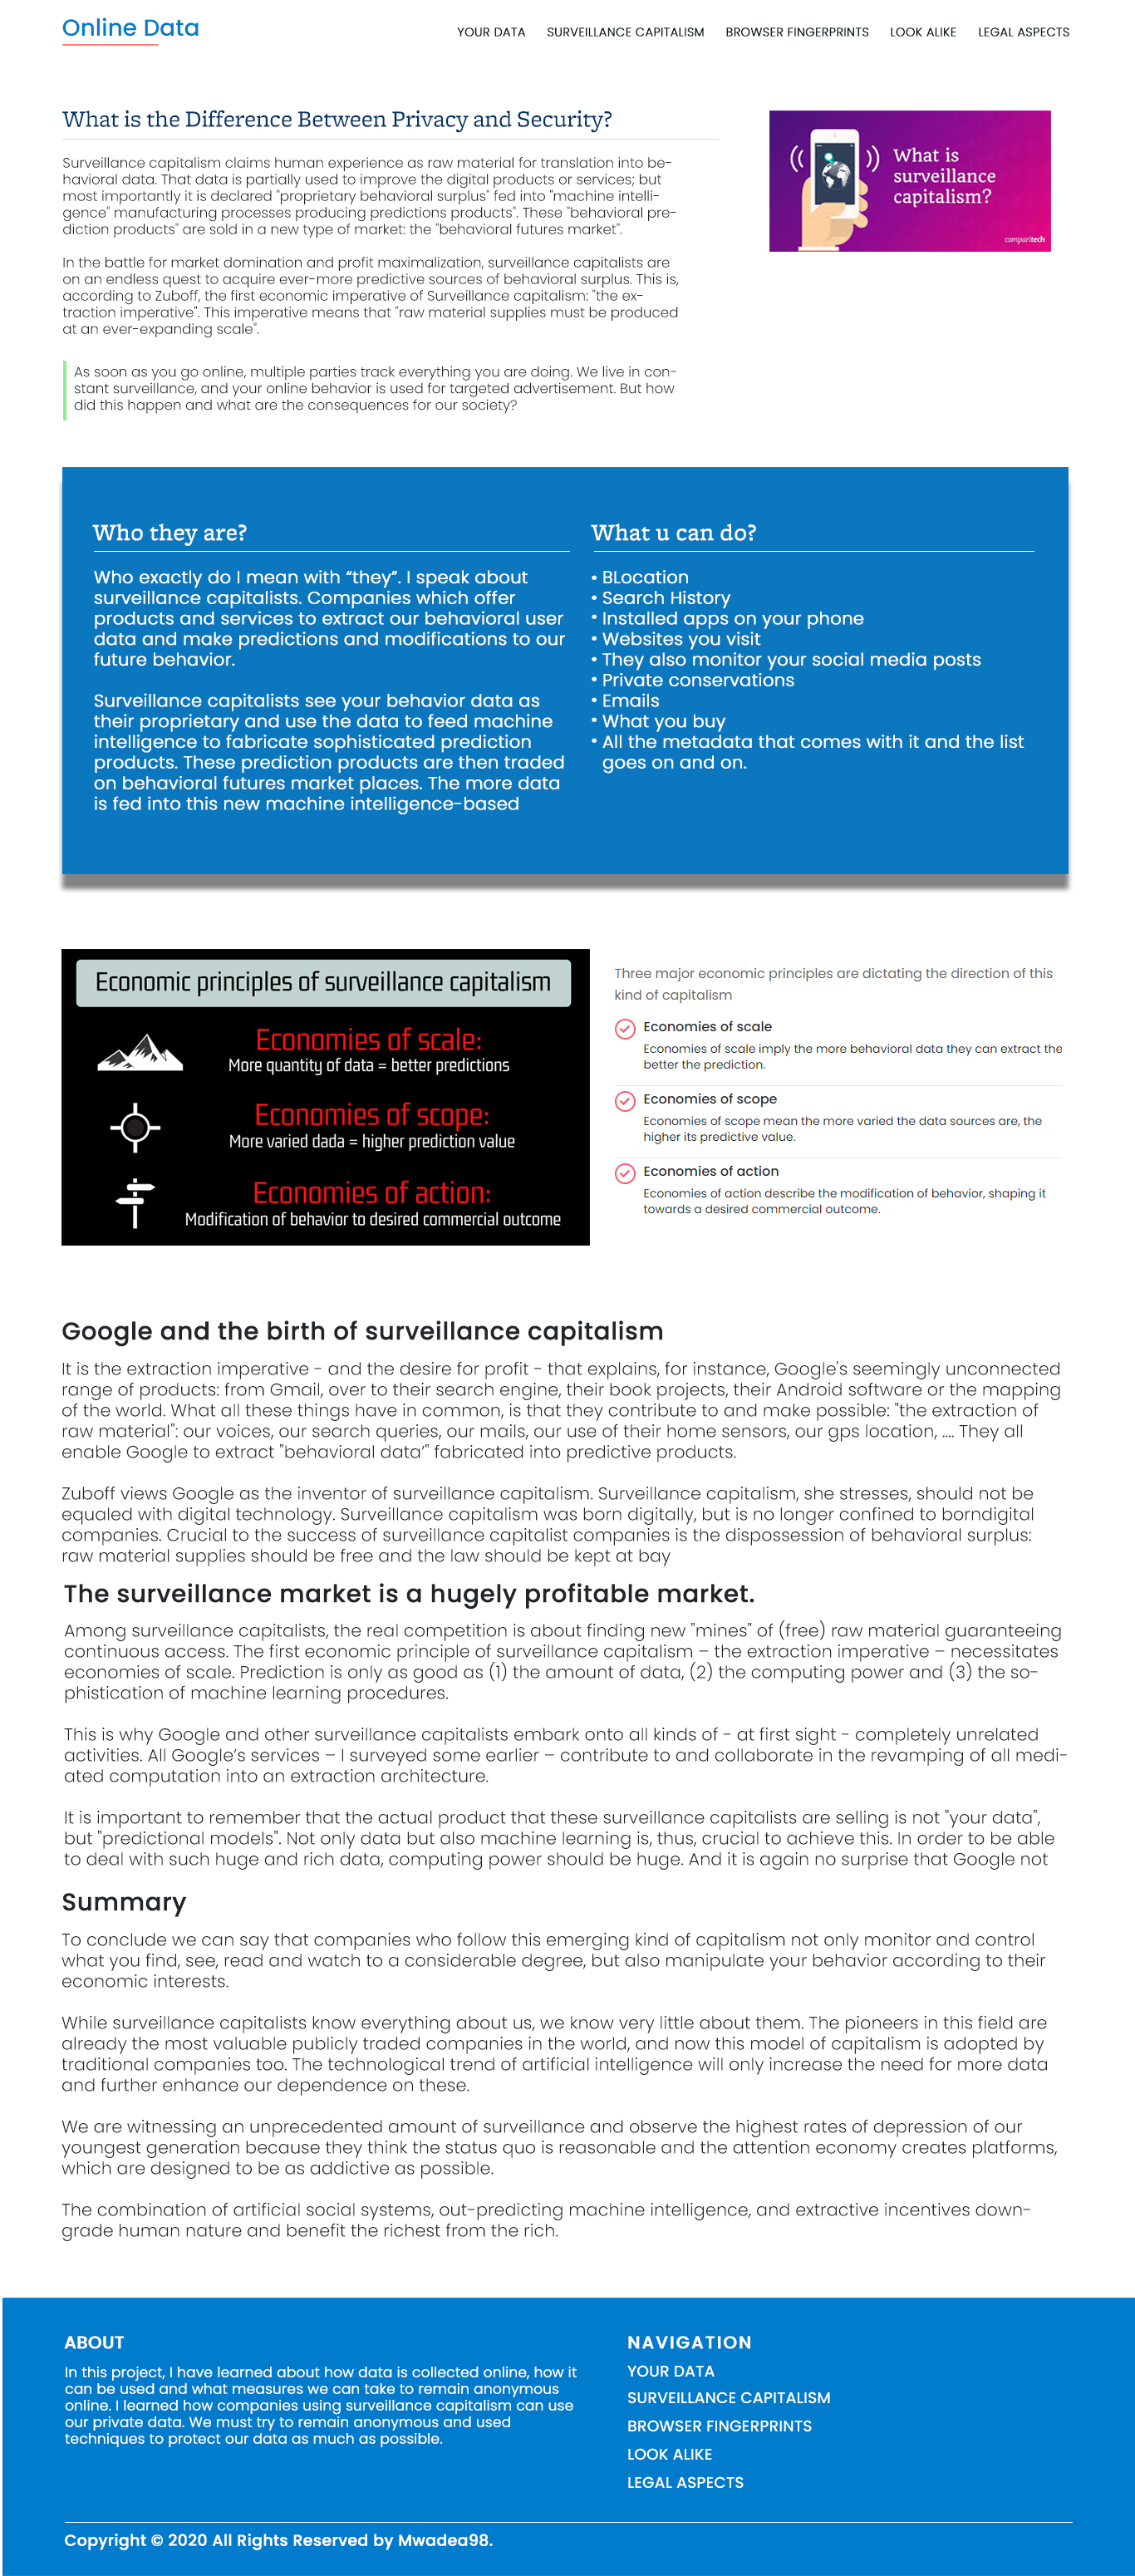 Online Data
YOUR DATA SURVEILLANCE CAPITALISM BROWSER FINGERPRINTS LOOK ALIKE LEGAL ASPECTS
What is the Difference Between Privacy and Security?
Surveillance capitalism claims human experience as raw material for translation into be-
havioral data. That data is partially used to improve the digital products or services; but
most importantly it is declared "proprietary behavioral surplus" fed into "machine intelli-
gence" manufacturing processes producing predictions products". These "behavioral pre-
diction products" are sold in a new type of market: the "behavioral futures market".
In the battle for market domination and profit maximalization, surveillance capitalists are
on an endless quest to acquire ever-more predictive sources of behavioral surplus. This is,
according to Zuboff, the first economic imperative of Surveillance capitalism: "the ex-
traction imperative". This imperative means that "raw material supplies must be produced
at an ever-expanding scale".
As soon as you go online, multiple parties track everything you are doing. We live in con-
stant surveillance, and your online behavior is used for targeted advertisement. But how
did this happen and what are the consequences for our society?
What is
surveillance
capitalism?
comparitech
Who they are?
Who exactly do I mean with “they”. I speak about
surveillance capitalists. Companies which offer
products and services to extract our behavioral user
data and make predictions and modifications to our
future behavior.
Surveillance capitalists see your behavior data as
their proprietary and use the data to feed machine
intelligence to fabricate sophisticated prediction
products. These prediction products are then traded
on behavioral futures market places. The more data
is fed into this new machine intelligence-based
What u can do?
• BLocation
• Search History
• Installed apps on your phone
• Websites you visit
• They also monitor your social media posts
• Private conservations
• Emails
• What you buy
• All the metadata that comes with it and the list
goes on and on.
Economic principles of surveillance capitalism
Economies of scale:
More quantity of data = better predictions
Economies of scope:
More varied dada = higher prediction value
Economies of action:
Modification of behavior to desired commercial outcome
Three major economic principles are dictating the direction of this
kind of capitalism
Economies of scale
Economies of scale imply the more behavioral data they can extract the
better the prediction.
Economies of scope
Economies of scope mean the more varied the data sources are, the
higher its predictive value.
Economies of action
Economies of action describe the modification of behavior, shaping it
towards a desired commercial outcome.
Google and the birth of surveillance capitalism
It is the extraction imperative - and the desire for profit - that explains, for instance, Google's seemingly unconnected
range of products: from Gmail, over to their search engine, their book projects, their Android software or the mapping
of the world. What all these things have in common, is that they contribute to and make possible: "the extraction of
raw material": our voices, our search queries, our mails, our use of their home sensors, our gps location, .... They all
enable Google to extract "behavioral data'" fabricated into predictive products.
Zuboff views Google as the inventor of surveillance capitalism. Surveillance capitalism, she stresses, should not be
equaled with digital technology. Surveillance capitalism was born digitally, but is no longer confined to borndigital
companies. Crucial to the success of surveillance capitalist companies is the dispossession of behavioral surplus:
raw material supplies should be free and the law should be kept at bay
The surveillance market is a hugely profitable market.
Among surveillance capitalists, the real competition is about finding new "mines" of (free) raw material guaranteeing
continuous access. The first economic principle of surveillance capitalism – the extraction imperative – necessitates
economies of scale. Prediction is only as good as (1) the amount of data, (2) the computing power and (3) the so-
phistication of machine learning procedures.
This is why Google and other surveillance capitalists embark onto all kinds of - at first sight - completely unrelated
activities. All Google’s services – I surveyed some earlier – contribute to and collaborate in the revamping of all medi-
ated computation into an extraction architecture.
It is important to remember that the actual product that these surveillance capitalists are selling is not "your data",
but "predictional models". Not only data but also machine learning is, thus, crucial to achieve this. In order to be able
to deal with such huge and rich data, computing power should be huge. And it is again no surprise that Google not
Summary
To conclude we can say that companies who follow this emerging kind of capitalism not only monitor and control
what you find, see, read and watch to a considerable degree, but also manipulate your behavior according to their
economic interests.
While surveillance capitalists know everything about us, we know very little about them. The pioneers in this field are
already the most valuable publicly traded companies in the world, and now this model of capitalism is adopted by
traditional companies too. The technological trend of artificial intelligence will only increase the need for more data
and further enhance our dependence on these.
We are witnessing an unprecedented amount of surveillance and observe the highest rates of depression of our
youngest generation because they think the status quo is reasonable and the attention economy creates platforms,
which are designed to be as addictive as possible.
The combination of artificial social systems, out-predicting machine intelligence, and extractive incentives down-
grade human nature and benefit the richest from the rich.
ABOUT
In this project, I have learned about how data is collected online, how it
can be used and what measures we can take to remain anonymous
online. I learned how companies using surveillance capitalism can use
our private data. We must try to remain anonymous and used
techniques to protect our data as much as possible.
NAVIGATION
YOUR DATA
SURVEILLANCE CAPITALISM
BROWSER FINGERPRINTS
LOOK ALIKE
LEGAL ASPECTS
Copyright © 2020 All Rights Reserved by Mwadea98.